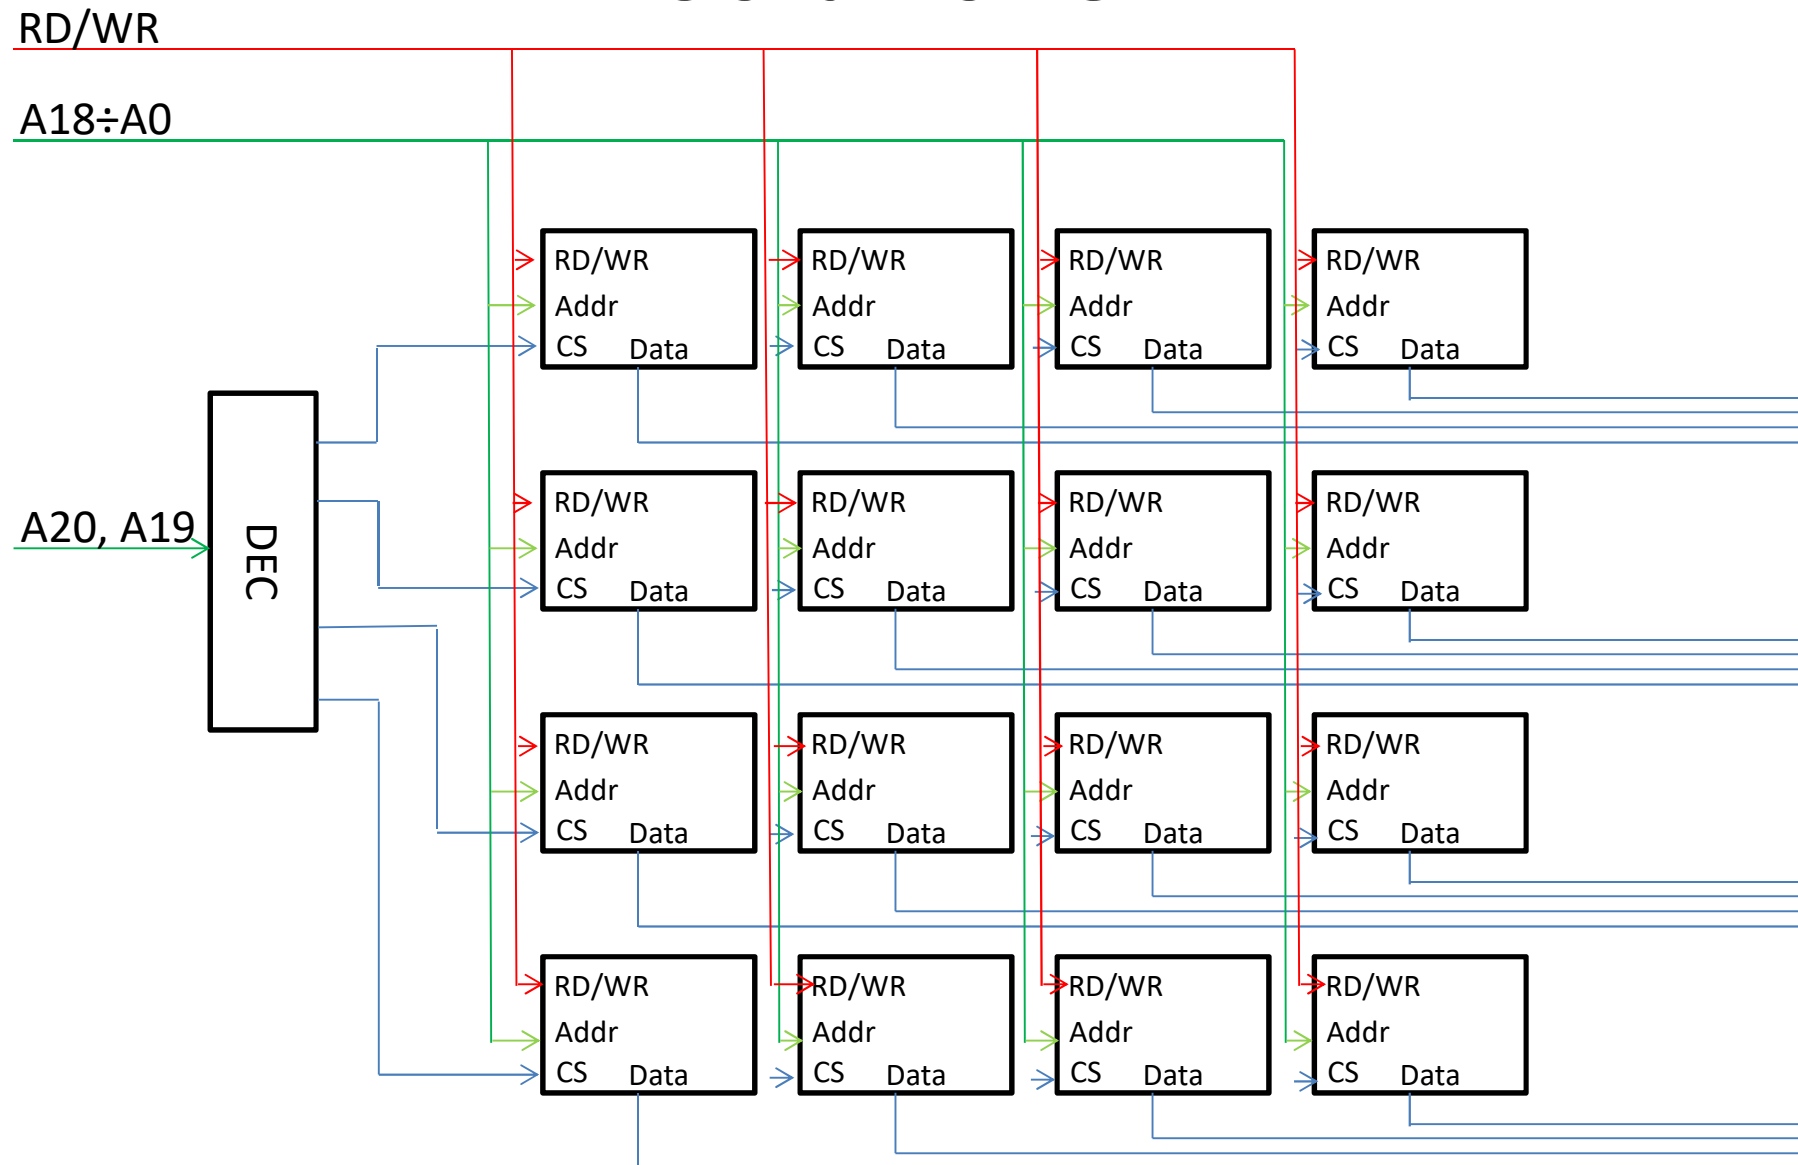 RD/WR
A18÷A0
RD/WR RD/WR RD/WR RD/WR
Addr Addr Addr Addr
CS Data CS Data CS Data CS Data
A20, A19
DEC
RD/WR RD/WR RD/WR RD/WR
Addr Addr Addr Addr
CS Data CS Data CS Data CS Data
RD/WR RD/WR RD/WR RD/WR
Addr Addr Addr Addr
CS Data CS Data CS Data CS Data
RD/WR RD/WR RD/WR RD/WR
Addr Addr Addr Addr
CS Data CS Data CS Data CS Data